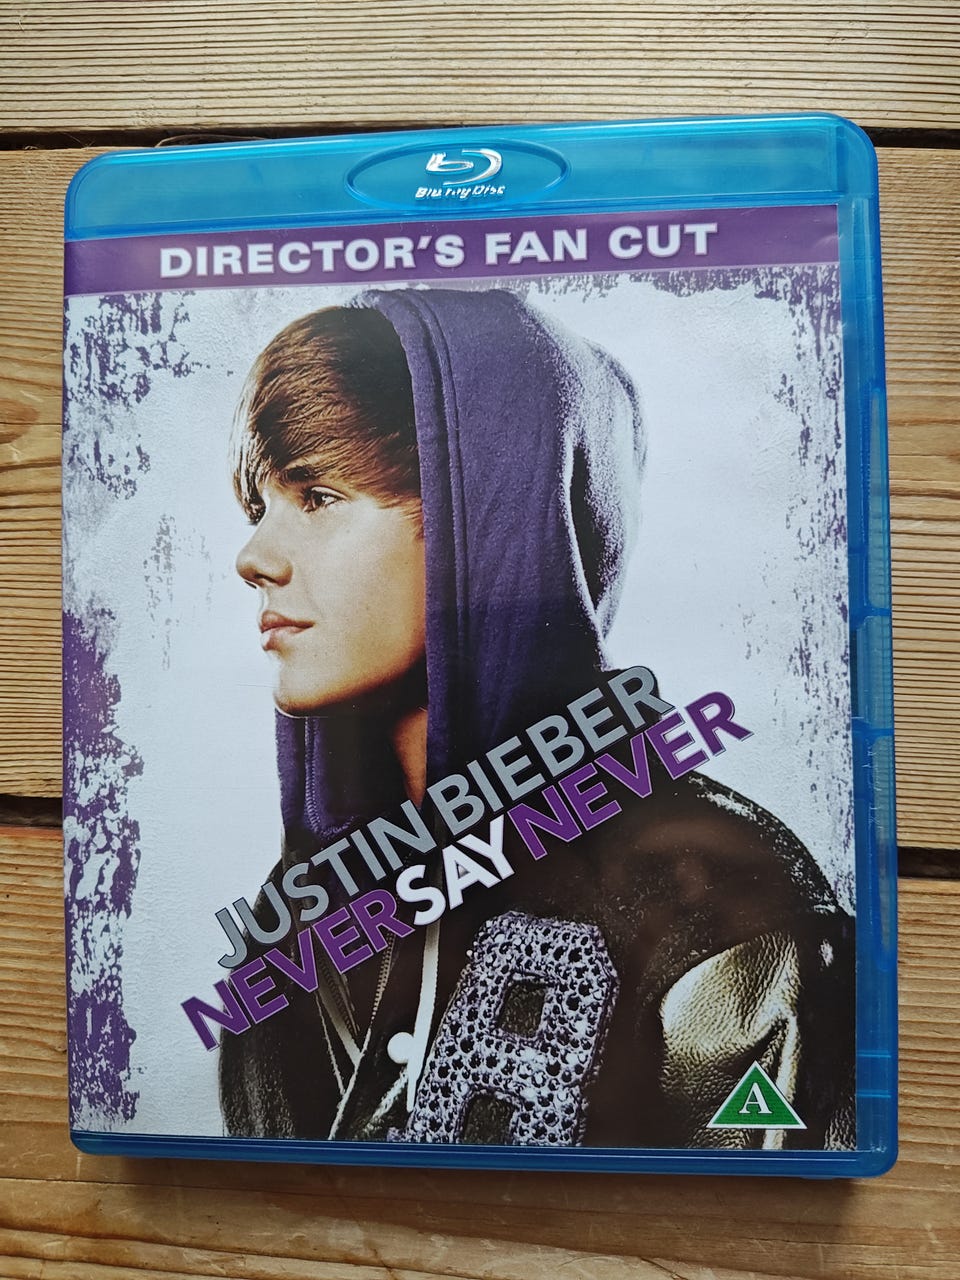 Blu-ray Disc
DIRECTOR'S FAN CUT
JUSTIN BIEBER
NEVER SAY NEVER
A